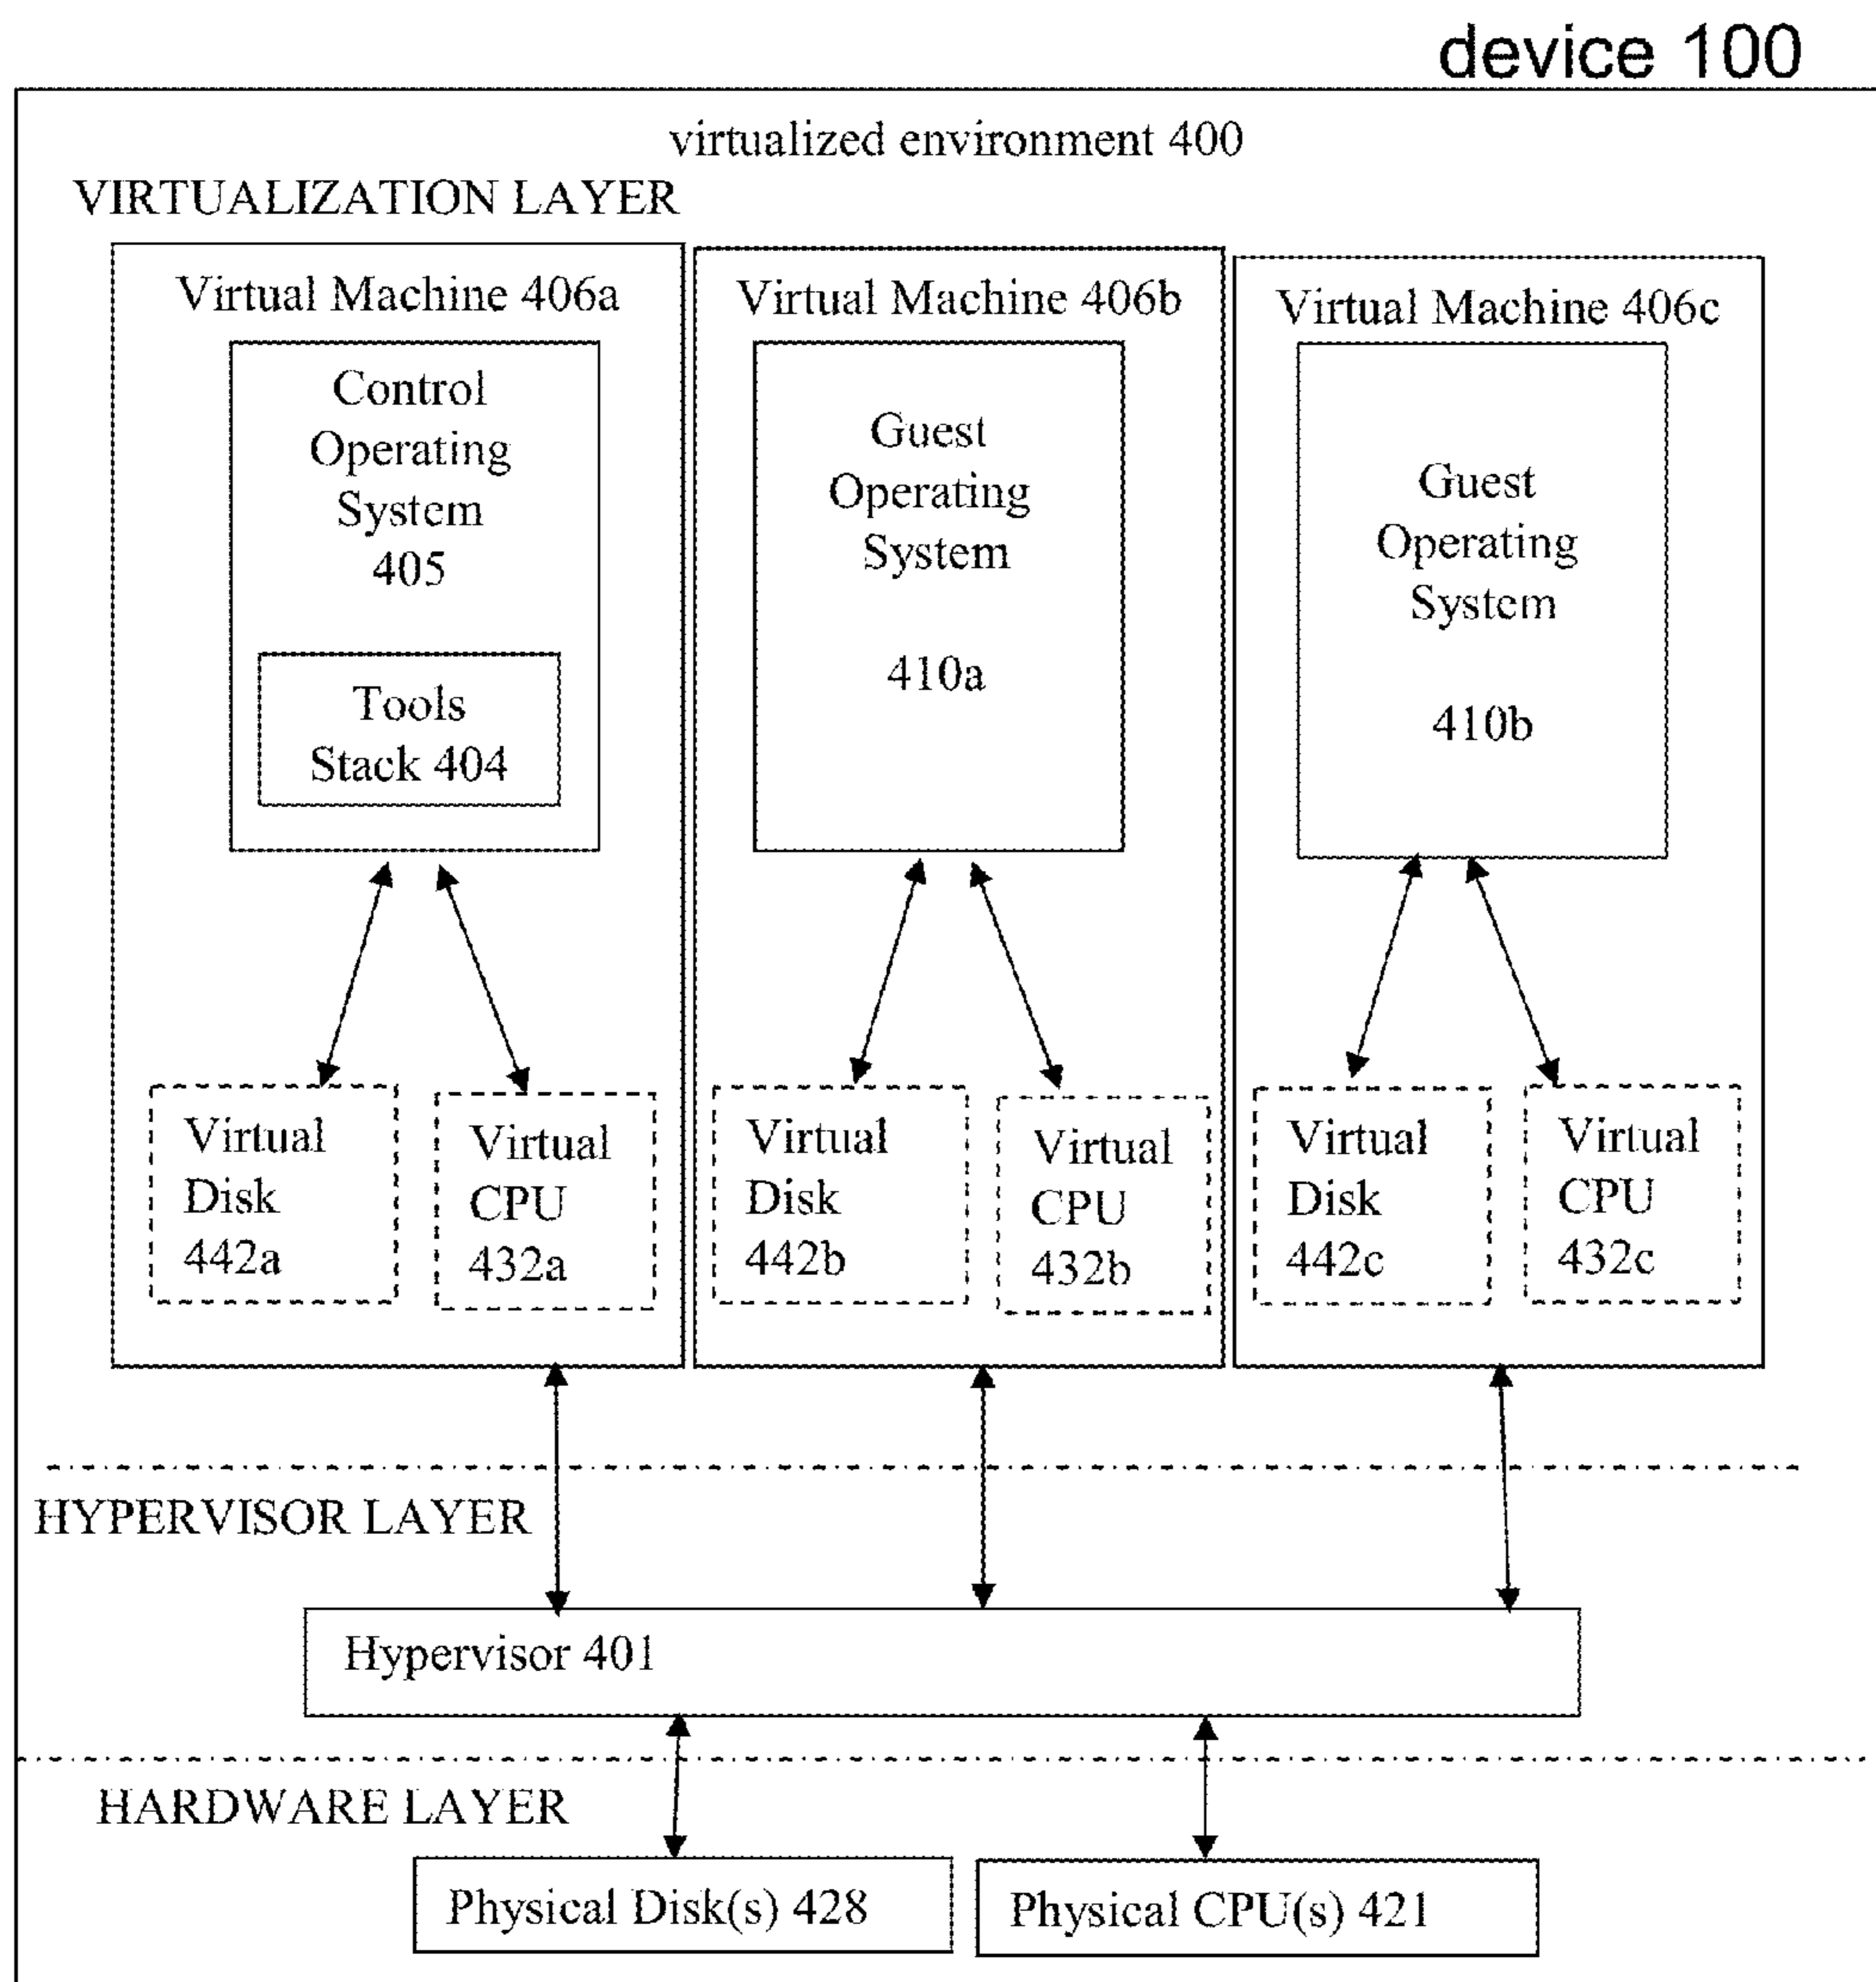 device 100
virtualized environment 400
VIRTUALIZATION LAYER
Virtual Machine 406a
Control
Operating
System
405
Tools
Stack 404
Virtual
Disk
442a
Virtual
CPU
432a
Virtual Machine 406b
Guest
Operating
System
410a
Virtual
Disk
442b
Virtual
CPU
432b
Virtual Machine 406c
Guest
Operating
System
410b
Virtual
Disk
442c
Virtual
CPU
432c
HYPERVISOR LAYER
Hypervisor 401
HARDWARE LAYER
Physical Disk(s) 428
Physical CPU(s) 421